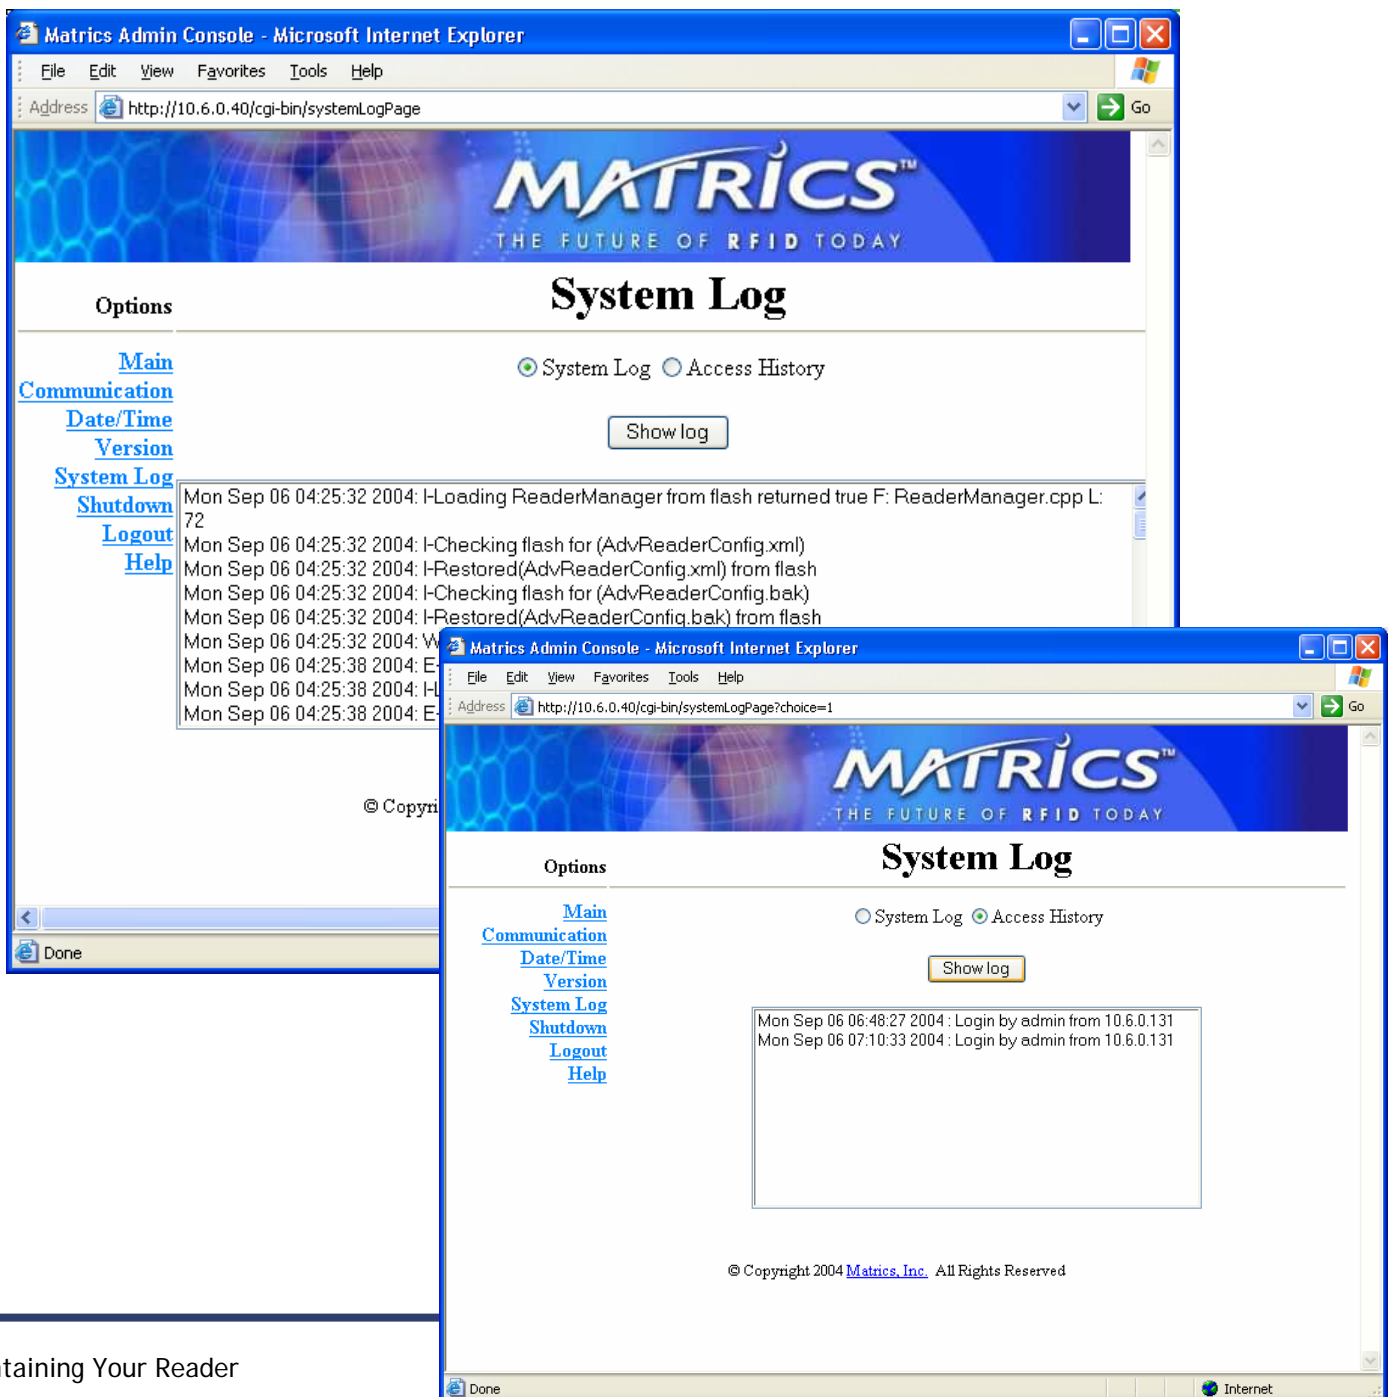 Matrics Admin Console - Microsoft Internet Explorer
File Edit View Favorites Tools Help
Address http://10.6.0.40/cgi-bin/systemLogPage Go
MATRICS™
THE FUTURE OF RFID TODAY
Options
System Log
Main
Communication
Date/Time
Version
System Log
Shutdown
Logout
Help
System Log Access History
Show log
Mon Sep 06 04:25:32 2004: I-Loading ReaderManager from flash returned true F: ReaderManager.cpp L:
72
Mon Sep 06 04:25:32 2004: I-Checking flash for (AdvReaderConfig.xml)
Mon Sep 06 04:25:32 2004: I-Restored(AdvReaderConfig.xml) from flash
Mon Sep 06 04:25:32 2004: I-Checking flash for (AdvReaderConfig.bak)
Mon Sep 06 04:25:32 2004: I-Restored(AdvReaderConfig.bak) from flash
Mon Sep 06 04:25:32 2004: W
Mon Sep 06 04:25:38 2004: E-
Mon Sep 06 04:25:38 2004: I-L
Mon Sep 06 04:25:38 2004: E-
© Copyri
Done
Matrics Admin Console - Microsoft Internet Explorer
File Edit View Favorites Tools Help
Address http://10.6.0.40/cgi-bin/systemLogPage?choice=1 Go
MATRICS™
THE FUTURE OF RFID TODAY
Options
System Log
Main
Communication
Date/Time
Version
System Log
Shutdown
Logout
Help
System Log Access History
Show log
Mon Sep 06 06:48:27 2004 : Login by admin from 10.6.0.131
Mon Sep 06 07:10:33 2004 : Login by admin from 10.6.0.131
© Copyright 2004 Matrics, Inc. All Rights Reserved
Done Internet
ntaining Your Reader